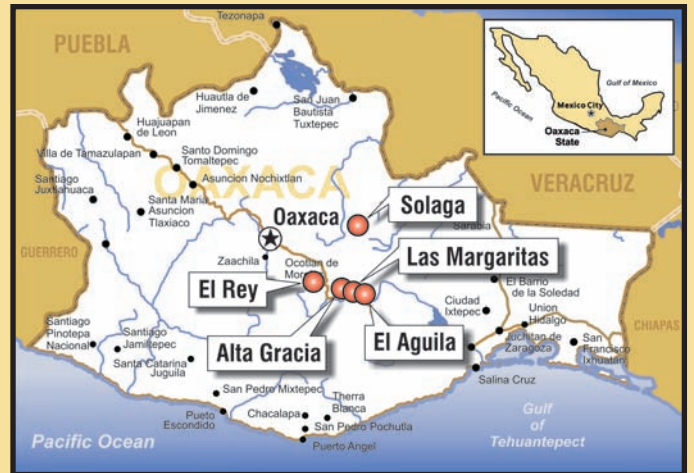 Tezonapa
PUEBLA
Huautla de
Jimenez
San Juan
Bautista
Tuxtepec
Huajuapan
de Leon
Villa de Tamazulapan
Santo Domingo
Tomaltepec
Asuncion Nochixtlan
Santiago
Juxtlahuaca
Santa Maria
Asuncion
Tlaxiaco
OAXACA
VERACRUZ
Gulf of Mexico
Pacific Ocean
Mexico City
Oaxaca
State
Oaxaca
Solaga
Sarabia
GUERRERO
Zaachila
Ocotlan de
Las Margaritas
El Rey
Alta Gracia
El Aguila
El Barrio
de la Soledad
Ciudad
Ixtepec
Union
Hidalgo
CHIAPAS
Juchitan de
Zaragoza
San
Francisco
Ixhuatan
Salina Cruz
Santiago
Pinotepa
Nacional
Santiago
Jamiltepec
Santa Catarina
Juguila
San Pedro Mixtepec
Pueto
Escondido
Chacalapa
Therra
Blanca
San Pedro Pochutla
Puerto Angel
Pacific Ocean
Gulf
of
Tehuantepect